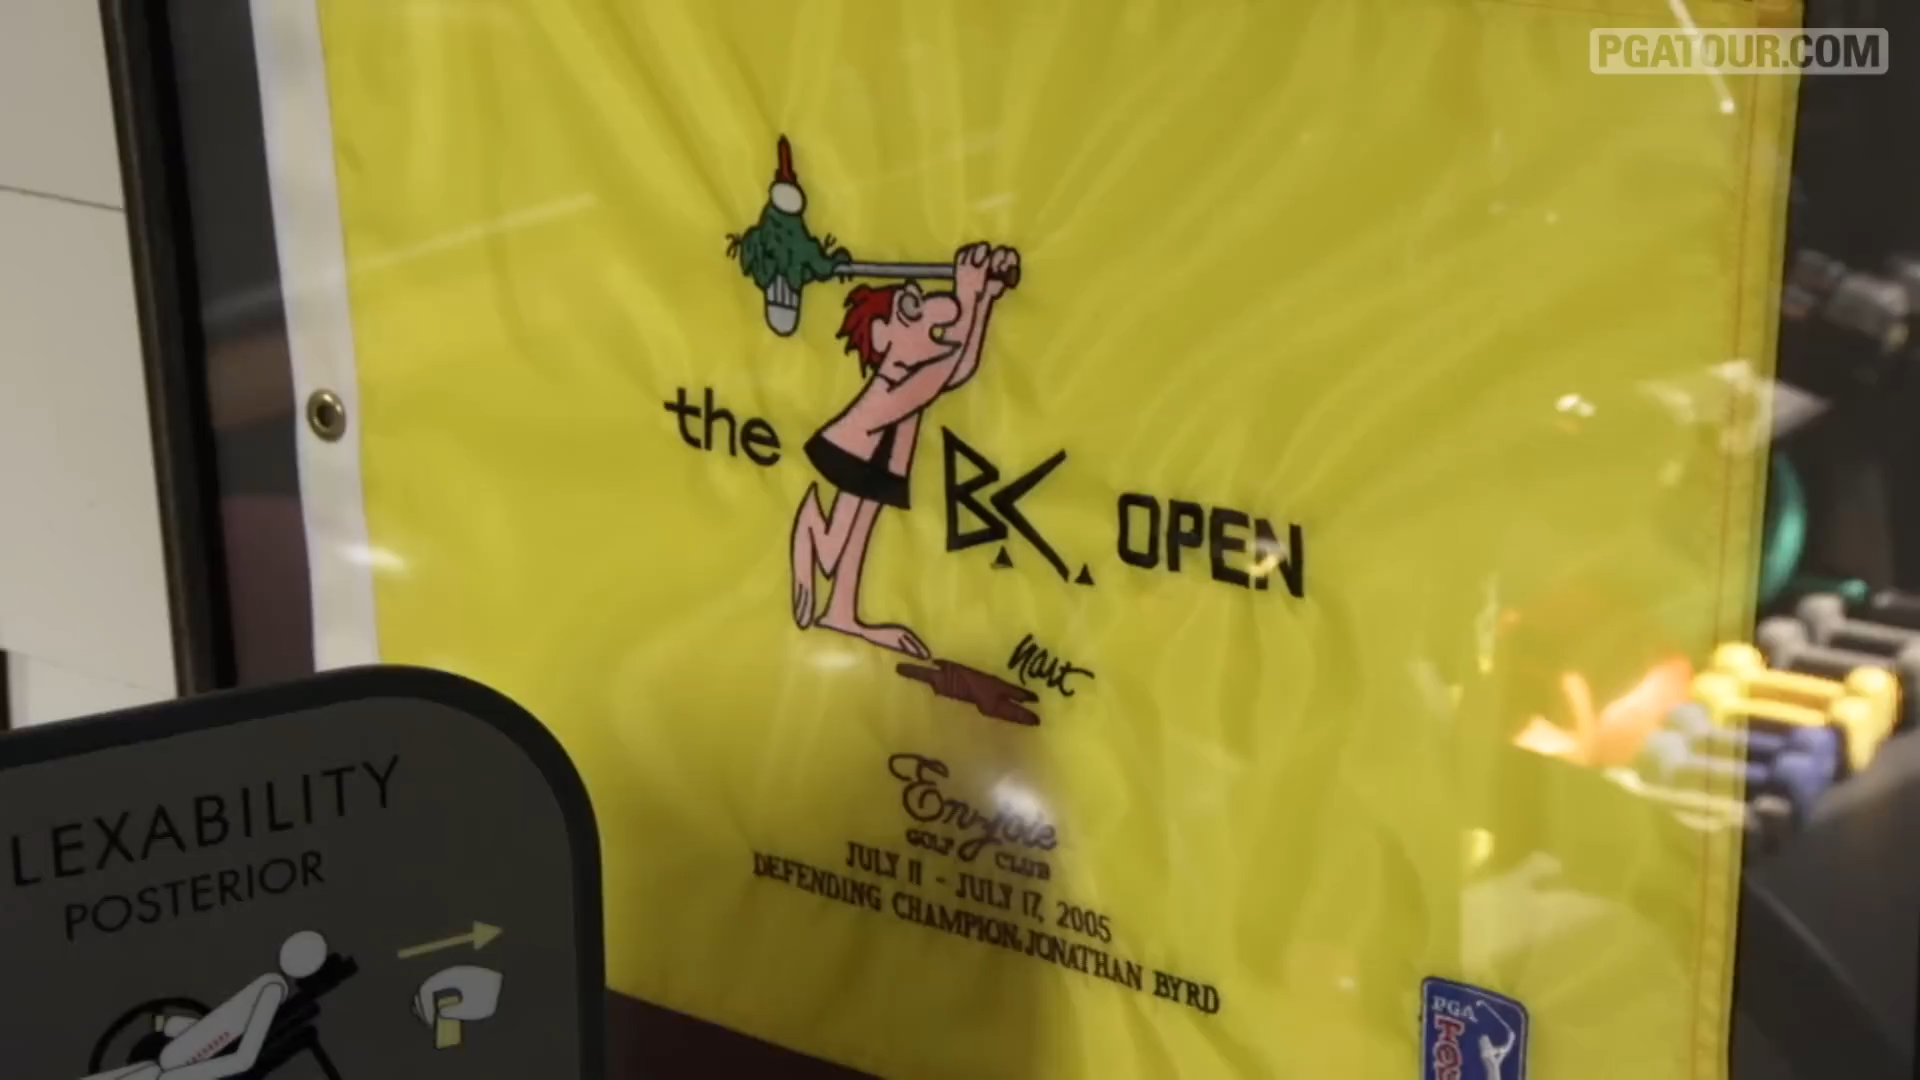 PGATOUR.COM
the B.C. OPEN
Hart
En-Joie
GOLF CLUB
JULY 11 - JULY 17, 2005
DEFENDING CHAMPION, JONATHAN BYRD
LEXABILITY
POSTERIOR
PGA